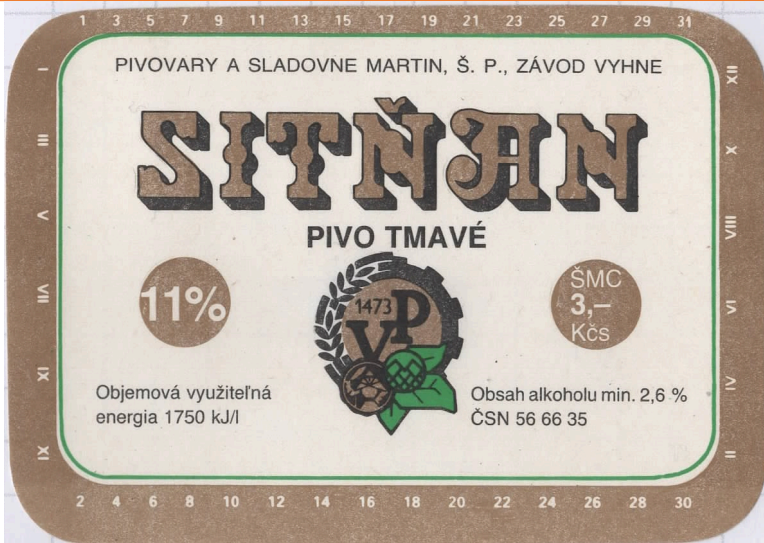 1 3 5 7 9 11 13 15 17 19 21 23 25 27 29 31
PIVOVARY A SLADOVNE MARTIN, Š. P., ZÁVOD VYHNE
SITŇAN
PIVO TMAVÉ
11%
1473
VP
ŠMC
3,–
Kčs
Objemová využiteľná
energia 1750 kJ/l
Obsah alkoholu min. 2,6 %
ČSN 56 66 35
I III V VII IX XI
XII X VIII VI IV II
2 4 6 8 10 12 14 16 18 20 22 24 26 28 30